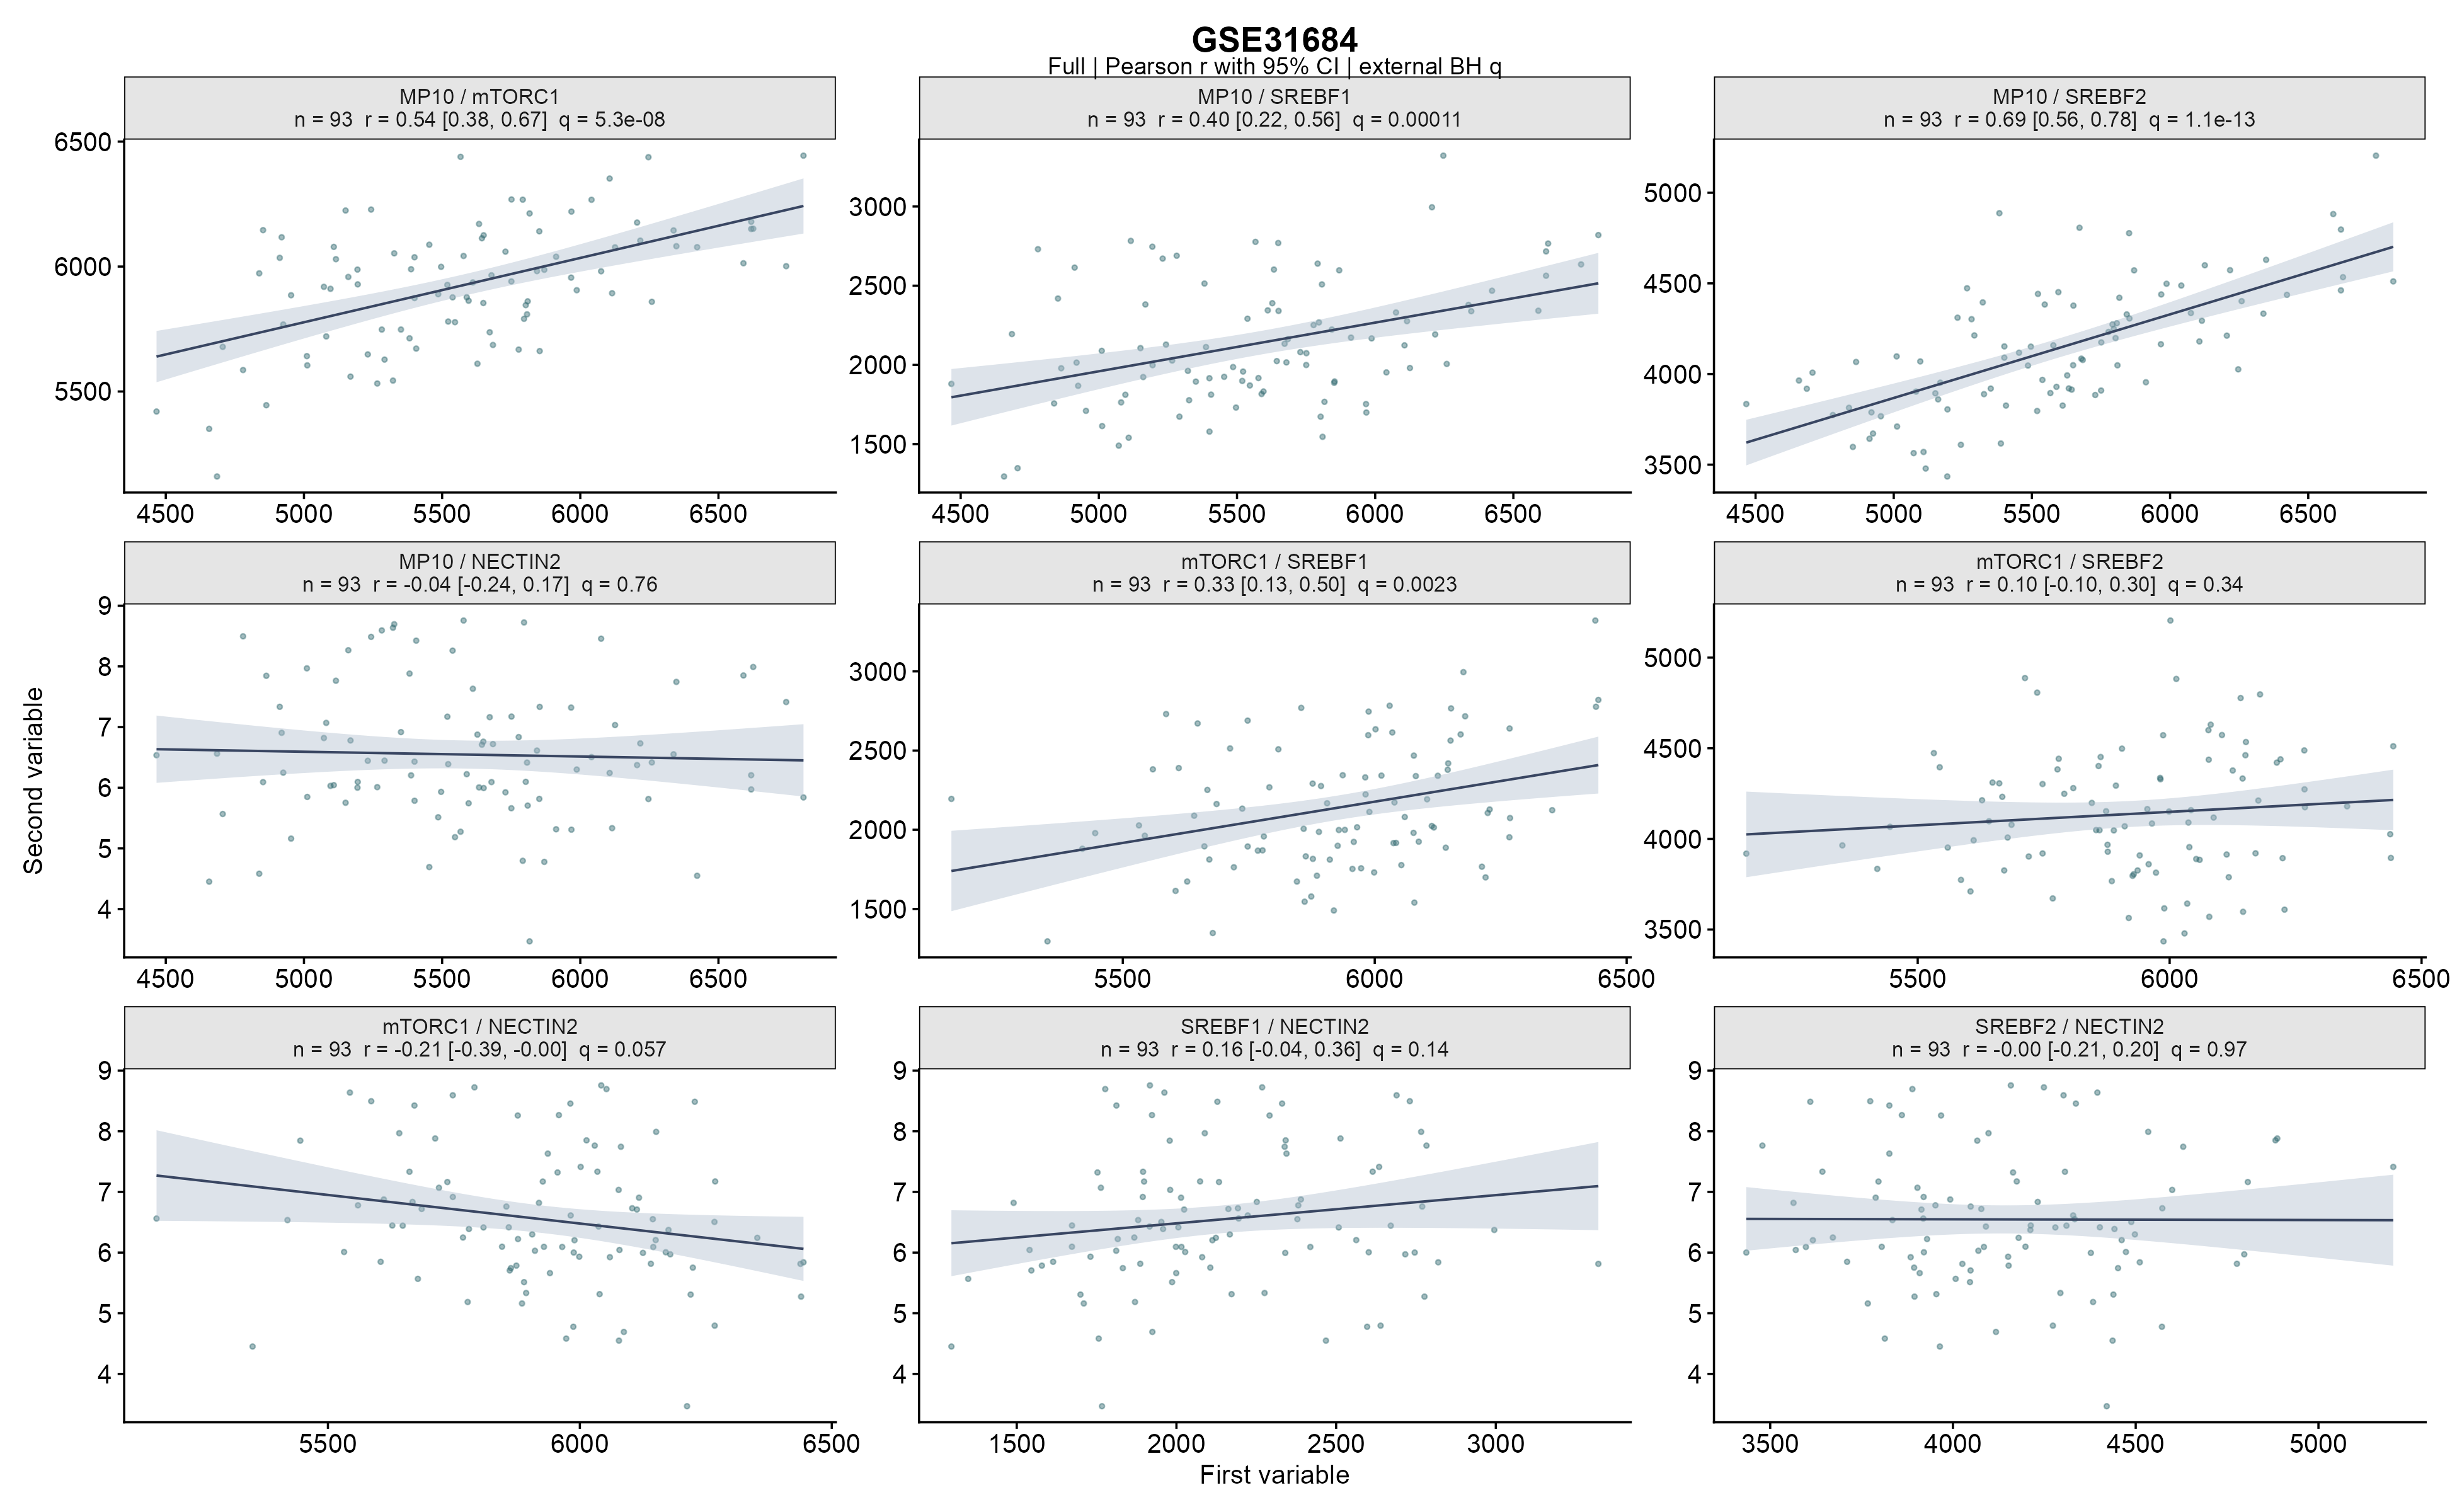 GSE31684
Full | Pearson r with 95% CI | external BH q
MP10 / mTORC1
n = 93  r = 0.54 [0.38, 0.67]  q = 5.3e-08
MP10 / SREBF1
n = 93  r = 0.40 [0.22, 0.56]  q = 0.00011
MP10 / SREBF2
n = 93  r = 0.69 [0.56, 0.78]  q = 1.1e-13
6500
6000
5500
4500 5000 5500 6000 6500
3000
2500
2000
1500
4500 5000 5500 6000 6500
5000
4500
4000
3500
4500 5000 5500 6000 6500
MP10 / NECTIN2
n = 93  r = -0.04 [-0.24, 0.17]  q = 0.76
mTORC1 / SREBF1
n = 93  r = 0.33 [0.13, 0.50]  q = 0.0023
mTORC1 / SREBF2
n = 93  r = 0.10 [-0.10, 0.30]  q = 0.34
9
8
7
6
5
4
4500 5000 5500 6000 6500
3000
2500
2000
1500
5500 6000 6500
5000
4500
4000
3500
5500 6000 6500
Second variable
mTORC1 / NECTIN2
n = 93  r = -0.21 [-0.39, -0.00]  q = 0.057
SREBF1 / NECTIN2
n = 93  r = 0.16 [-0.04, 0.36]  q = 0.14
SREBF2 / NECTIN2
n = 93  r = -0.00 [-0.21, 0.20]  q = 0.97
9
8
7
6
5
4
5500 6000 6500
9
8
7
6
5
4
1500 2000 2500 3000
9
8
7
6
5
4
3500 4000 4500 5000
First variable